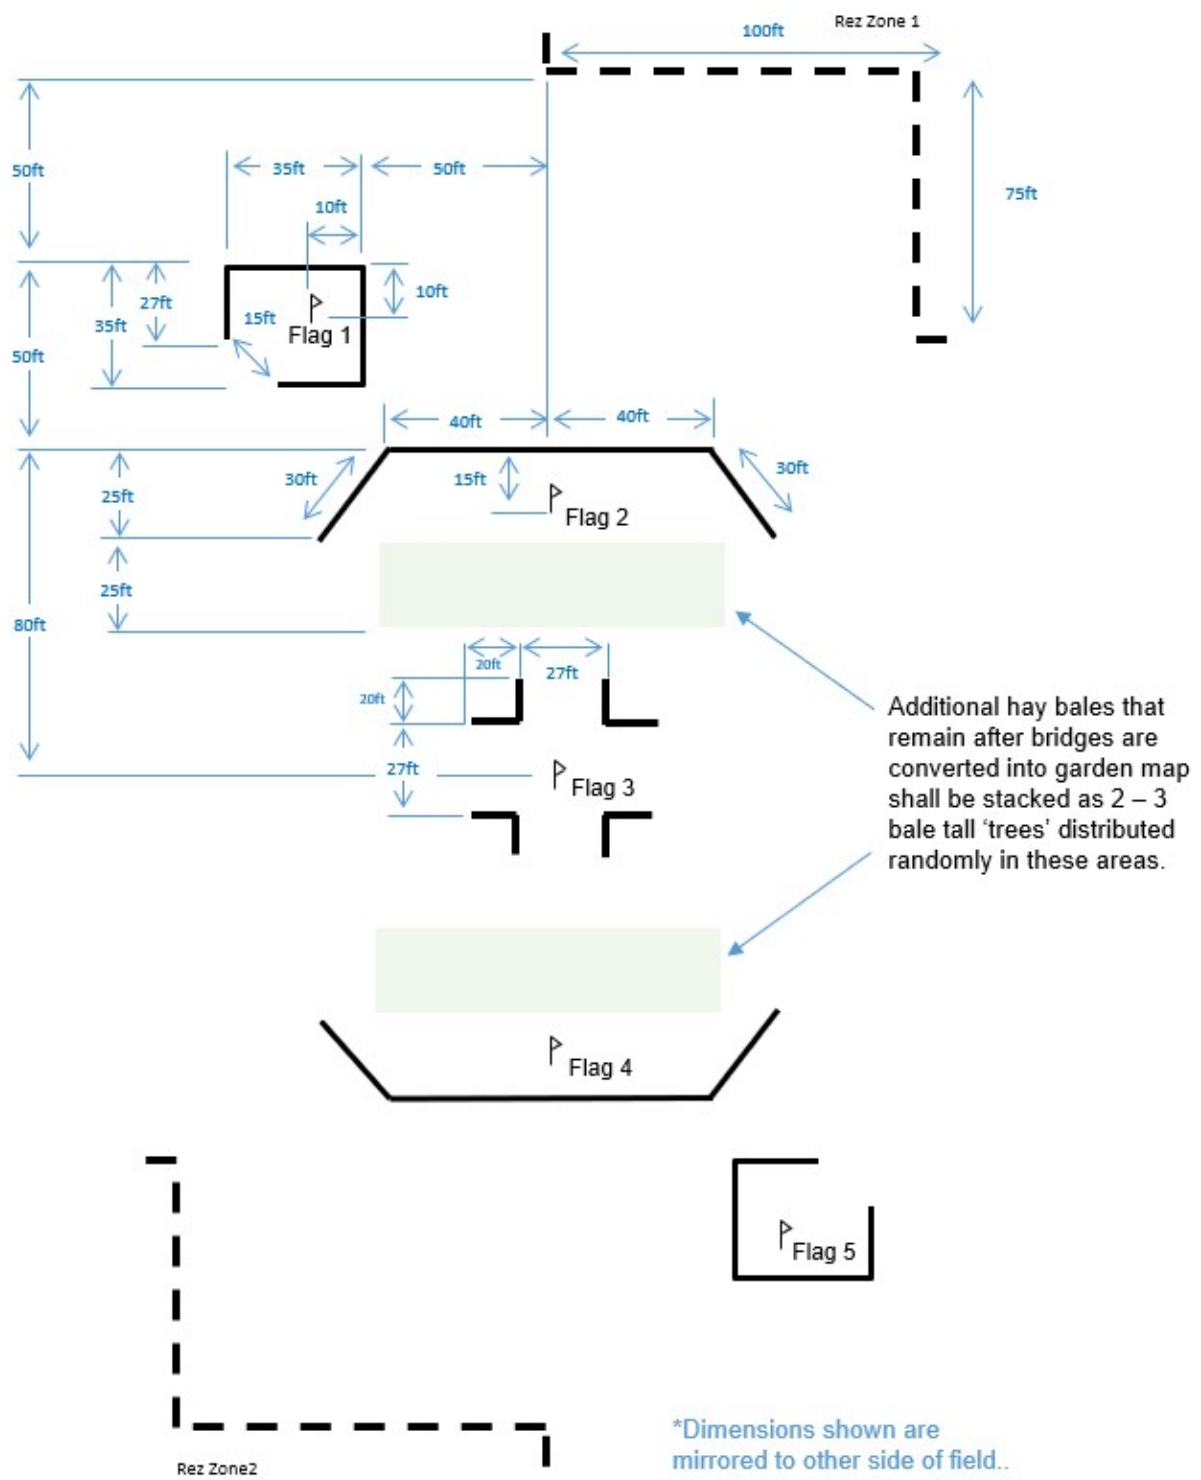 Rez Zone 1
100ft
50ft
35ft
50ft
75ft
10ft
10ft
27ft
15ft
35ft
Flag 1
50ft
40ft
40ft
30ft
15ft
30ft
25ft
Flag 2
25ft
80ft
20ft
27ft
20ft
27ft
Flag 3
Additional hay bales that
remain after bridges are
converted into garden map
shall be stacked as 2 – 3
bale tall ‘trees’ distributed
randomly in these areas.
Flag 4
Flag 5
*Dimensions shown are
mirrored to other side of field..
Rez Zone2